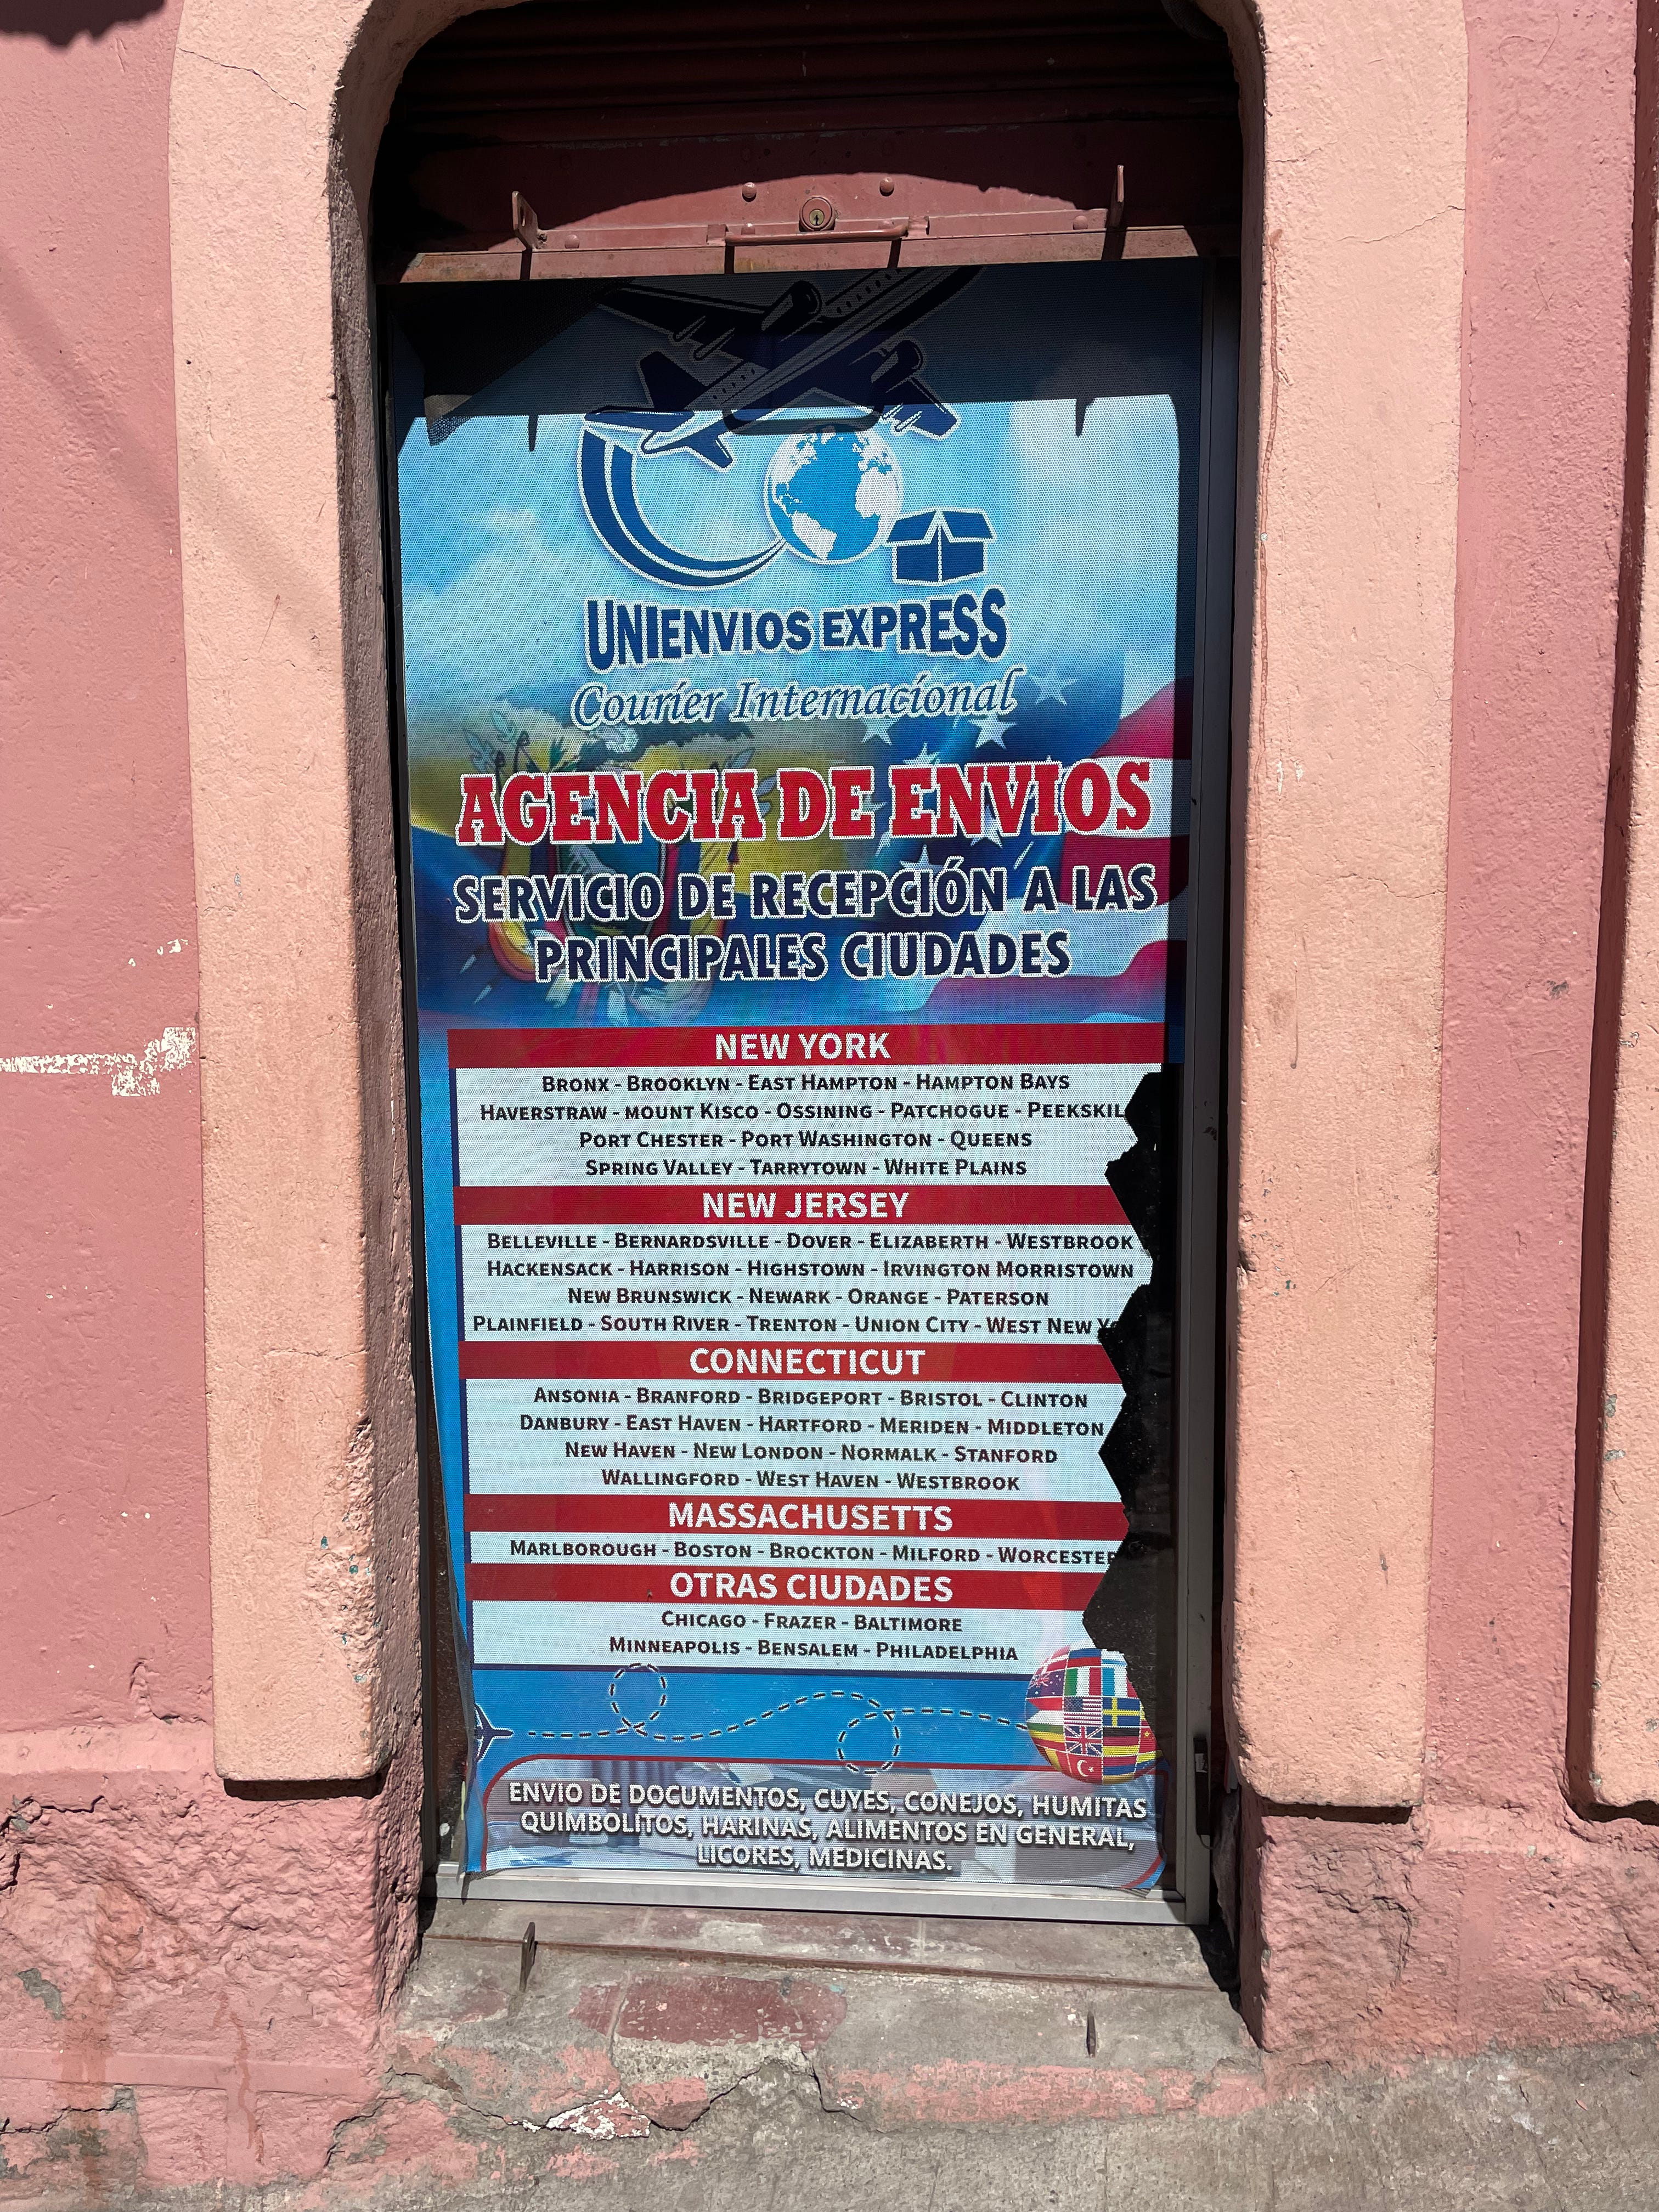 UNIENVIOS EXPRESS
Courier Internacional
AGENCIA DE ENVIOS
SERVICIO DE RECEPCIÓN A LAS
PRINCIPALES CIUDADES
NEW YORK
BRONX - BROOKLYN - EAST HAMPTON - HAMPTON BAYS
HAVERSTRAW - MOUNT KISCO - OSSINING - PATCHOGUE - PEEKSKIL
PORT CHESTER - PORT WASHINGTON - QUEENS
SPRING VALLEY - TARRYTOWN - WHITE PLAINS
NEW JERSEY
BELLEVILLE - BERNARDSVILLE - DOVER - ELIZABERTH - WESTBROOK
HACKENSACK - HARRISON - HIGHSTOWN - IRVINGTON MORRISTOWN
NEW BRUNSWICK - NEWARK - ORANGE - PATERSON
PLAINFIELD - SOUTH RIVER - TRENTON - UNION CITY - WEST NEW Yo
CONNECTICUT
ANSONIA - BRANFORD - BRIDGEPORT - BRISTOL - CLINTON
DANBURY - EAST HAVEN - HARTFORD - MERIDEN - MIDDLETON
NEW HAVEN - NEW LONDON - NORMALK - STANFORD
WALLINGFORD - WEST HAVEN - WESTBROOK
MASSACHUSETTS
MARLBOROUGH - BOSTON - BROCKTON - MILFORD - WORCESTER
OTRAS CIUDADES
CHICAGO - FRAZER - BALTIMORE
MINNEAPOLIS - BENSALEM - PHILADELPHIA
ENVIO DE DOCUMENTOS, CUYES, CONEJOS, HUMITAS
QUIMBOLITOS, HARINAS, ALIMENTOS EN GENERAL,
LICORES, MEDICINAS.